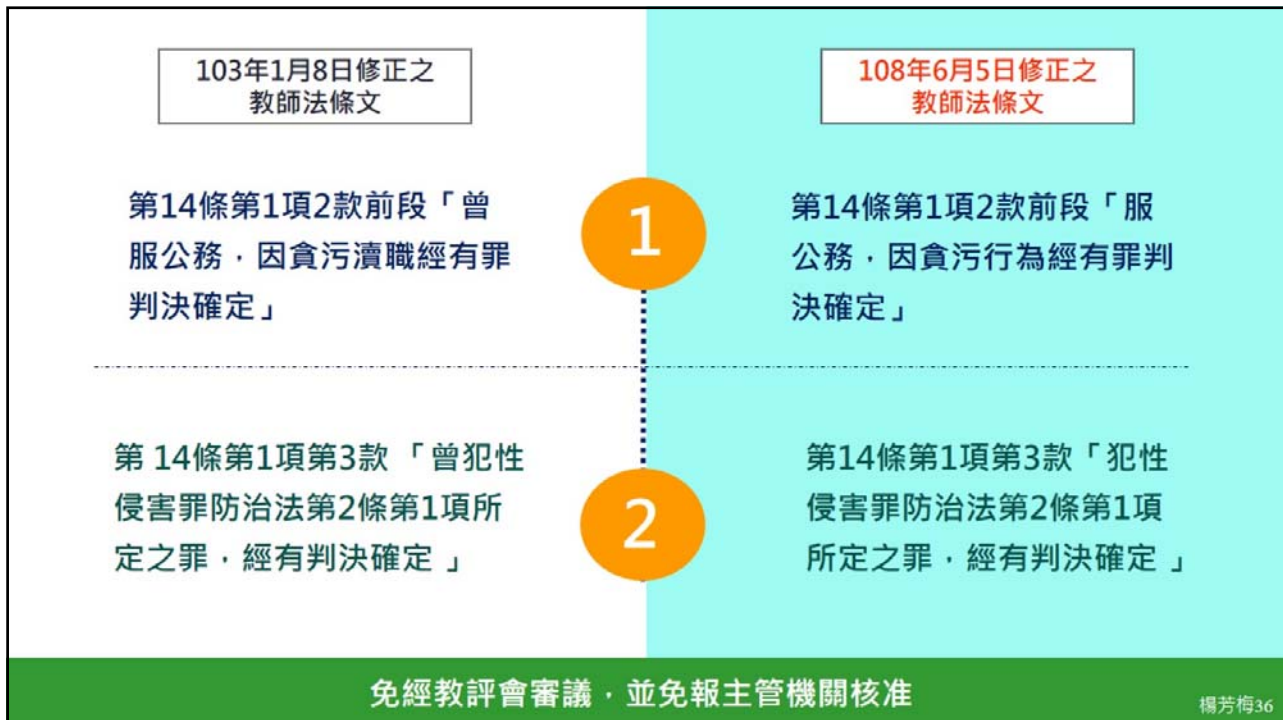 103年1月8日修正之
教師法條文
108年6月5日修正之
教師法條文
第14條第1項2款前段「曾
服公務，因貪污瀆職經有罪
判決確定」
1
第14條第1項2款前段「服
公務，因貪污行為經有罪判
決確定」
第 14條第1項第3款 「曾犯性
侵害罪防治法第2條第1項所
定之罪，經有判決確定 」
2
第14條第1項第3款「犯性
侵害罪防治法第2條第1項
所定之罪，經有判決確定 」
免經教評會審議，並免報主管機關核准
楊芳梅36